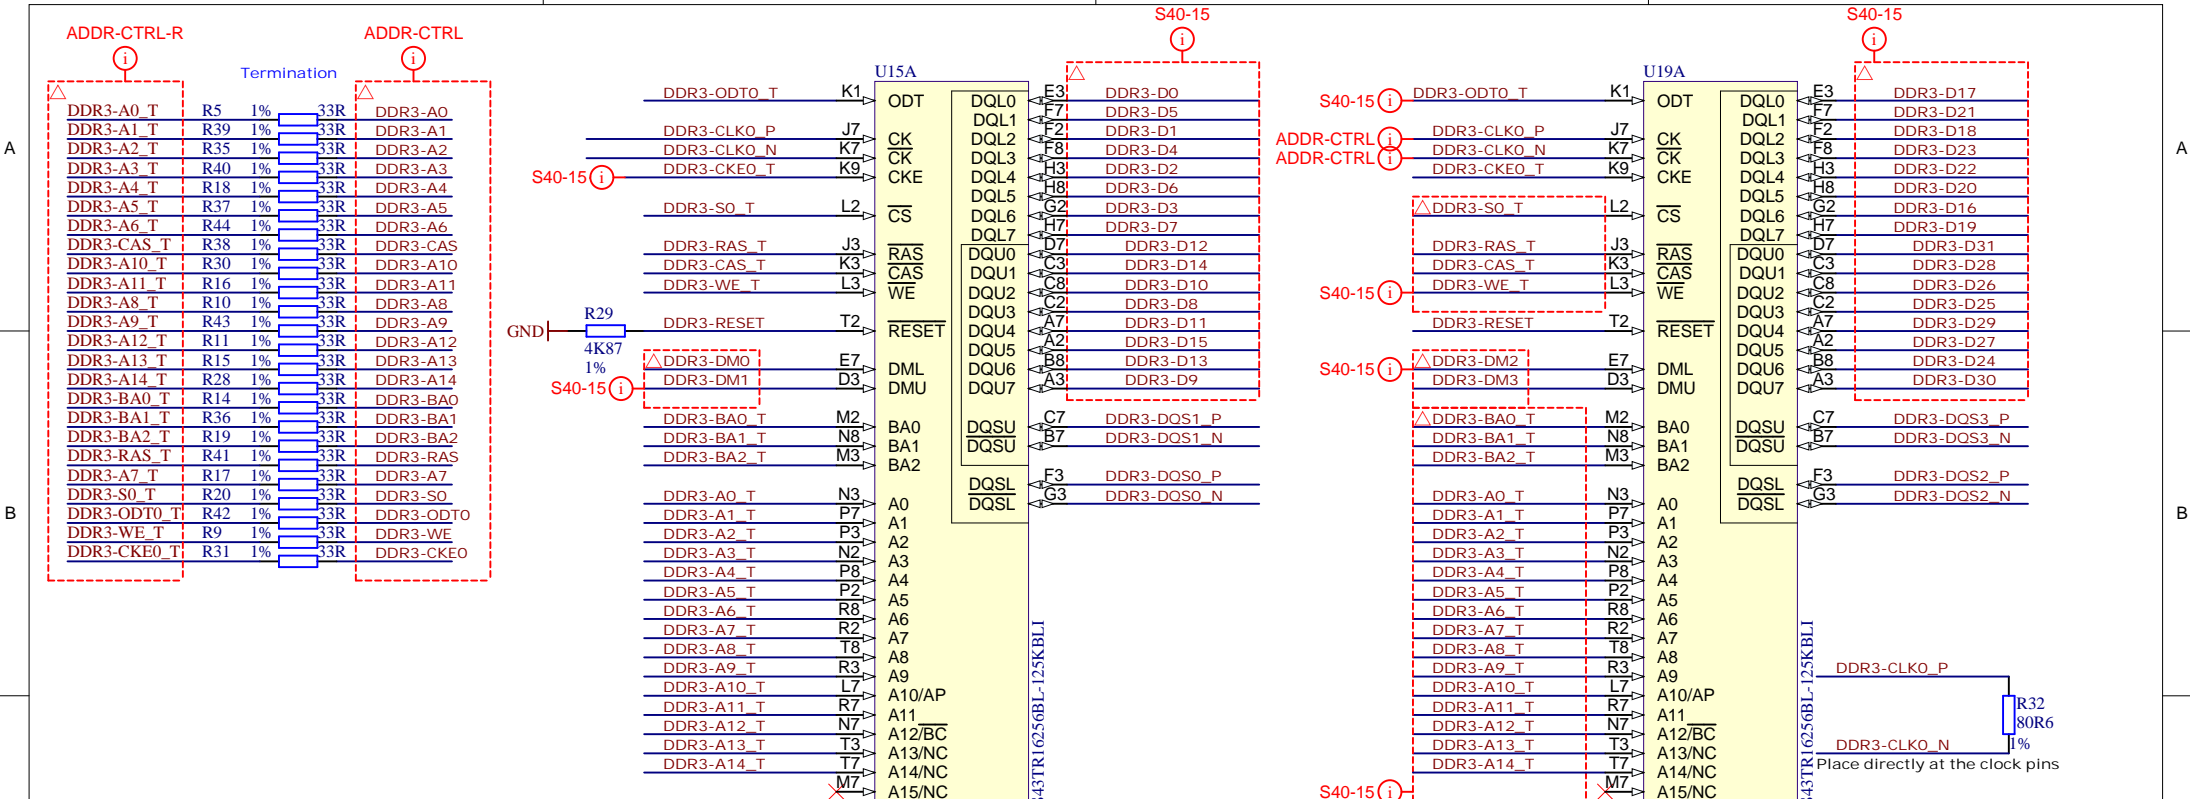 ADDR-CTRL-R
ADDR-CTRL
S40-15
S40-15
Termination
DDR3-A0_T R5 1% 33R DDR3-A0
DDR3-A1_T R39 1% 33R DDR3-A1
DDR3-A2_T R35 1% 33R DDR3-A2
DDR3-A3_T R40 1% 33R DDR3-A3
DDR3-A4_T R18 1% 33R DDR3-A4
DDR3-A5_T R37 1% 33R DDR3-A5
DDR3-A6_T R44 1% 33R DDR3-A6
DDR3-CAS_T R38 1% 33R DDR3-CAS
DDR3-A10_T R30 1% 33R DDR3-A10
DDR3-A11_T R16 1% 33R DDR3-A11
DDR3-A8_T R10 1% 33R DDR3-A8
DDR3-A9_T R43 1% 33R DDR3-A9
DDR3-A12_T R11 1% 33R DDR3-A12
DDR3-A13_T R15 1% 33R DDR3-A13
DDR3-A14_T R28 1% 33R DDR3-A14
DDR3-BA0_T R14 1% 33R DDR3-BA0
DDR3-BA1_T R36 1% 33R DDR3-BA1
DDR3-BA2_T R19 1% 33R DDR3-BA2
DDR3-RAS_T R41 1% 33R DDR3-RAS
DDR3-A7_T R17 1% 33R DDR3-A7
DDR3-S0_T R20 1% 33R DDR3-S0
DDR3-ODT0_T R42 1% 33R DDR3-ODT0
DDR3-WE_T R9 1% 33R DDR3-WE
DDR3-CKE0_T R31 1% 33R DDR3-CKE0
A
B
U15A
DDR3-ODT0_T K1 ODT
DDR3-CLK0_P J7 CK
DDR3-CLK0_N K7 CK
S40-15 DDR3-CKE0_T K9 CKE
DDR3-S0_T L2 CS
DDR3-RAS_T J3 RAS
DDR3-CAS_T K3 CAS
DDR3-WE_T L3 WE
GND R29 4K87 1% DDR3-RESET T2 RESET
DDR3-DM0 E7 DML
S40-15 DDR3-DM1 D3 DMU
DDR3-BA0_T M2 BA0
DDR3-BA1_T N8 BA1
DDR3-BA2_T M3 BA2
DDR3-A0_T N3 A0
DDR3-A1_T P7 A1
DDR3-A2_T P3 A2
DDR3-A3_T N2 A3
DDR3-A4_T P8 A4
DDR3-A5_T P2 A5
DDR3-A6_T R8 A6
DDR3-A7_T R2 A7
DDR3-A8_T T8 A8
DDR3-A9_T R3 A9
DDR3-A10_T L7 A10/AP
DDR3-A11_T R7 A11
DDR3-A12_T N7 A12/BC
DDR3-A13_T T3 A13/NC
DDR3-A14_T T7 A14/NC
M7 A15/NC
DQL0 E3 DDR3-D0
DQL1 F7 DDR3-D5
DQL2 F2 DDR3-D1
DQL3 F8 DDR3-D4
DQL4 H3 DDR3-D2
DQL5 H8 DDR3-D6
DQL6 G2 DDR3-D3
DQL7 H7 DDR3-D7
DQU0 D7 DDR3-D12
DQU1 C3 DDR3-D14
DQU2 C8 DDR3-D10
DQU3 C2 DDR3-D8
DQU4 A7 DDR3-D11
DQU5 A2 DDR3-D15
DQU6 B8 DDR3-D13
DQU7 A3 DDR3-D9
DQSU C7 DDR3-DQS1_P
DQSU B7 DDR3-DQS1_N
DQSL F3 DDR3-DQS0_P
DQSL G3 DDR3-DQS0_N
43TR16256BL-125KBLI
U19A
S40-15 DDR3-ODT0_T K1 ODT
ADDR-CTRL DDR3-CLK0_P J7 CK
ADDR-CTRL DDR3-CLK0_N K7 CK
DDR3-CKE0_T K9 CKE
DDR3-S0_T L2 CS
DDR3-RAS_T J3 RAS
DDR3-CAS_T K3 CAS
S40-15 DDR3-WE_T L3 WE
DDR3-RESET T2 RESET
S40-15 DDR3-DM2 E7 DML
DDR3-DM3 D3 DMU
DDR3-BA0_T M2 BA0
DDR3-BA1_T N8 BA1
DDR3-BA2_T M3 BA2
DDR3-A0_T N3 A0
DDR3-A1_T P7 A1
DDR3-A2_T P3 A2
DDR3-A3_T N2 A3
DDR3-A4_T P8 A4
DDR3-A5_T P2 A5
DDR3-A6_T R8 A6
DDR3-A7_T R2 A7
DDR3-A8_T T8 A8
DDR3-A9_T R3 A9
DDR3-A10_T L7 A10/AP
DDR3-A11_T R7 A11
DDR3-A12_T N7 A12/BC
DDR3-A13_T T3 A13/NC
DDR3-A14_T T7 A14/NC
S40-15 M7 A15/NC
DQL0 E3 DDR3-D17
DQL1 F7 DDR3-D21
DQL2 F2 DDR3-D18
DQL3 F8 DDR3-D23
DQL4 H3 DDR3-D22
DQL5 H8 DDR3-D20
DQL6 G2 DDR3-D16
DQL7 H7 DDR3-D19
DQU0 D7 DDR3-D31
DQU1 C3 DDR3-D28
DQU2 C8 DDR3-D26
DQU3 C2 DDR3-D25
DQU4 A7 DDR3-D29
DQU5 A2 DDR3-D27
DQU6 B8 DDR3-D24
DQU7 A3 DDR3-D30
DQSU C7 DDR3-DQS3_P
DQSU B7 DDR3-DQS3_N
DQSL F3 DDR3-DQS2_P
DQSL G3 DDR3-DQS2_N
43TR16256BL-125KBLI
DDR3-CLK0_P
R32
80R6
1%
DDR3-CLK0_N
Place directly at the clock pins
A
B